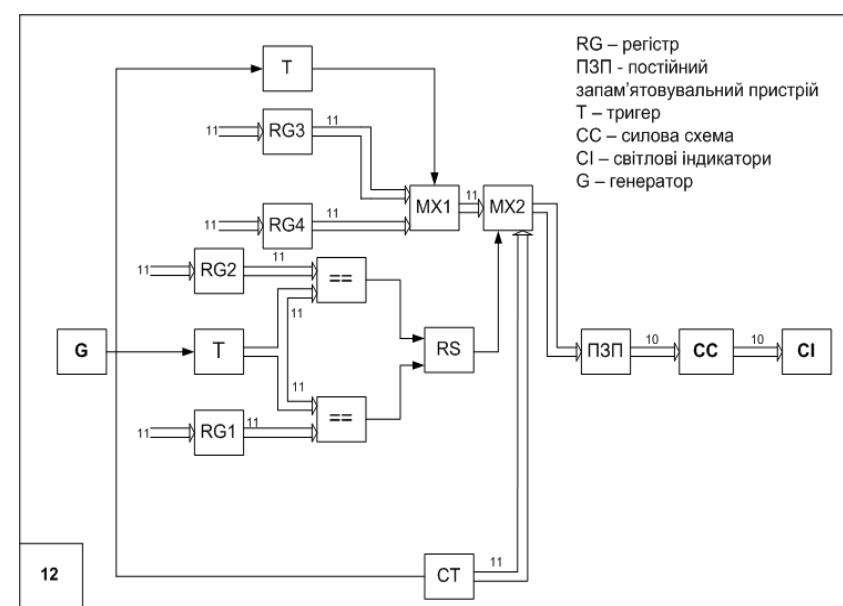 RG – регістр
ПЗП - постійний
запам'ятовувальний пристрій
Т – тригер
СС – силова схема
СІ – світлові індикатори
G – генератор
T
11
11
RG3
11
11
RG4
MX1
11
MX2
11
11
RG2
==
11
G
T
RS
ПЗП
10
СС
10
СІ
11
11
11
RG1
==
12
CT
11